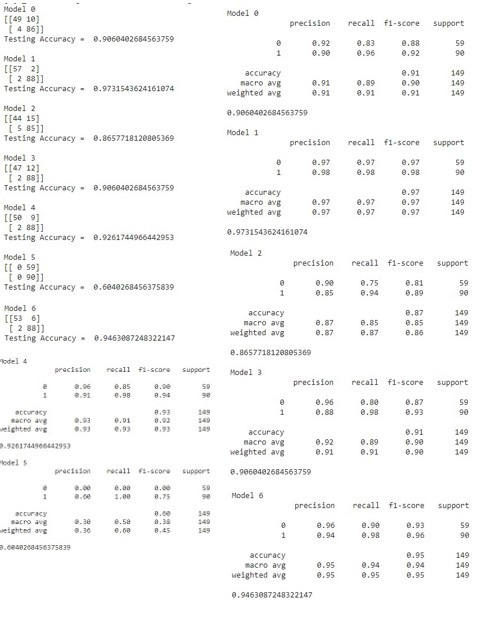 Model 0
[[49 10]
[ 4 86]]
Testing Accuracy = 0.9060402684563759
Model 1
[[57 2]
[ 2 88]]
Testing Accuracy = 0.9731543624161074
Model 2
[[44 15]
[ 5 85]]
Testing Accuracy = 0.8657718120805369
Model 3
[[47 12]
[ 2 88]]
Testing Accuracy = 0.9060402684563759
Model 4
[[50 9]
[ 2 88]]
Testing Accuracy = 0.9261744966442953
Model 5
[[ 0 59]
[ 0 90]]
Testing Accuracy = 0.6040268456375839
Model 6
[[53 6]
[ 2 88]]
Testing Accuracy = 0.9463087248322147
Model 4
precision recall f1-score support
0 0.96 0.85 0.90 59
1 0.91 0.98 0.94 90
accuracy 0.93 149
macro avg 0.93 0.91 0.92 149
weighted avg 0.93 0.93 0.93 149
0.9261744966442953
Model 5
precision recall f1-score support
0 0.00 0.00 0.00 59
1 0.60 1.00 0.75 90
accuracy 0.60 149
macro avg 0.30 0.50 0.38 149
weighted avg 0.36 0.60 0.45 149
0.6040268456375839
Model 0
precision recall f1-score support
0 0.92 0.83 0.88 59
1 0.90 0.96 0.92 90
accuracy 0.91 149
macro avg 0.91 0.89 0.90 149
weighted avg 0.91 0.91 0.91 149
0.9060402684563759
Model 1
precision recall f1-score support
0 0.97 0.97 0.97 59
1 0.98 0.98 0.98 90
accuracy 0.97 149
macro avg 0.97 0.97 0.97 149
weighted avg 0.97 0.97 0.97 149
0.9731543624161074
Model 2
precision recall f1-score support
0 0.90 0.75 0.81 59
1 0.85 0.94 0.89 90
accuracy 0.87 149
macro avg 0.87 0.85 0.85 149
weighted avg 0.87 0.87 0.86 149
0.8657718120805369
Model 3
precision recall f1-score support
0 0.96 0.80 0.87 59
1 0.88 0.98 0.93 90
accuracy 0.91 149
macro avg 0.92 0.89 0.90 149
weighted avg 0.91 0.91 0.90 149
0.9060402684563759
Model 6
precision recall f1-score support
0 0.96 0.90 0.93 59
1 0.94 0.98 0.96 90
accuracy 0.95 149
macro avg 0.95 0.94 0.94 149
weighted avg 0.95 0.95 0.95 149
0.9463087248322147